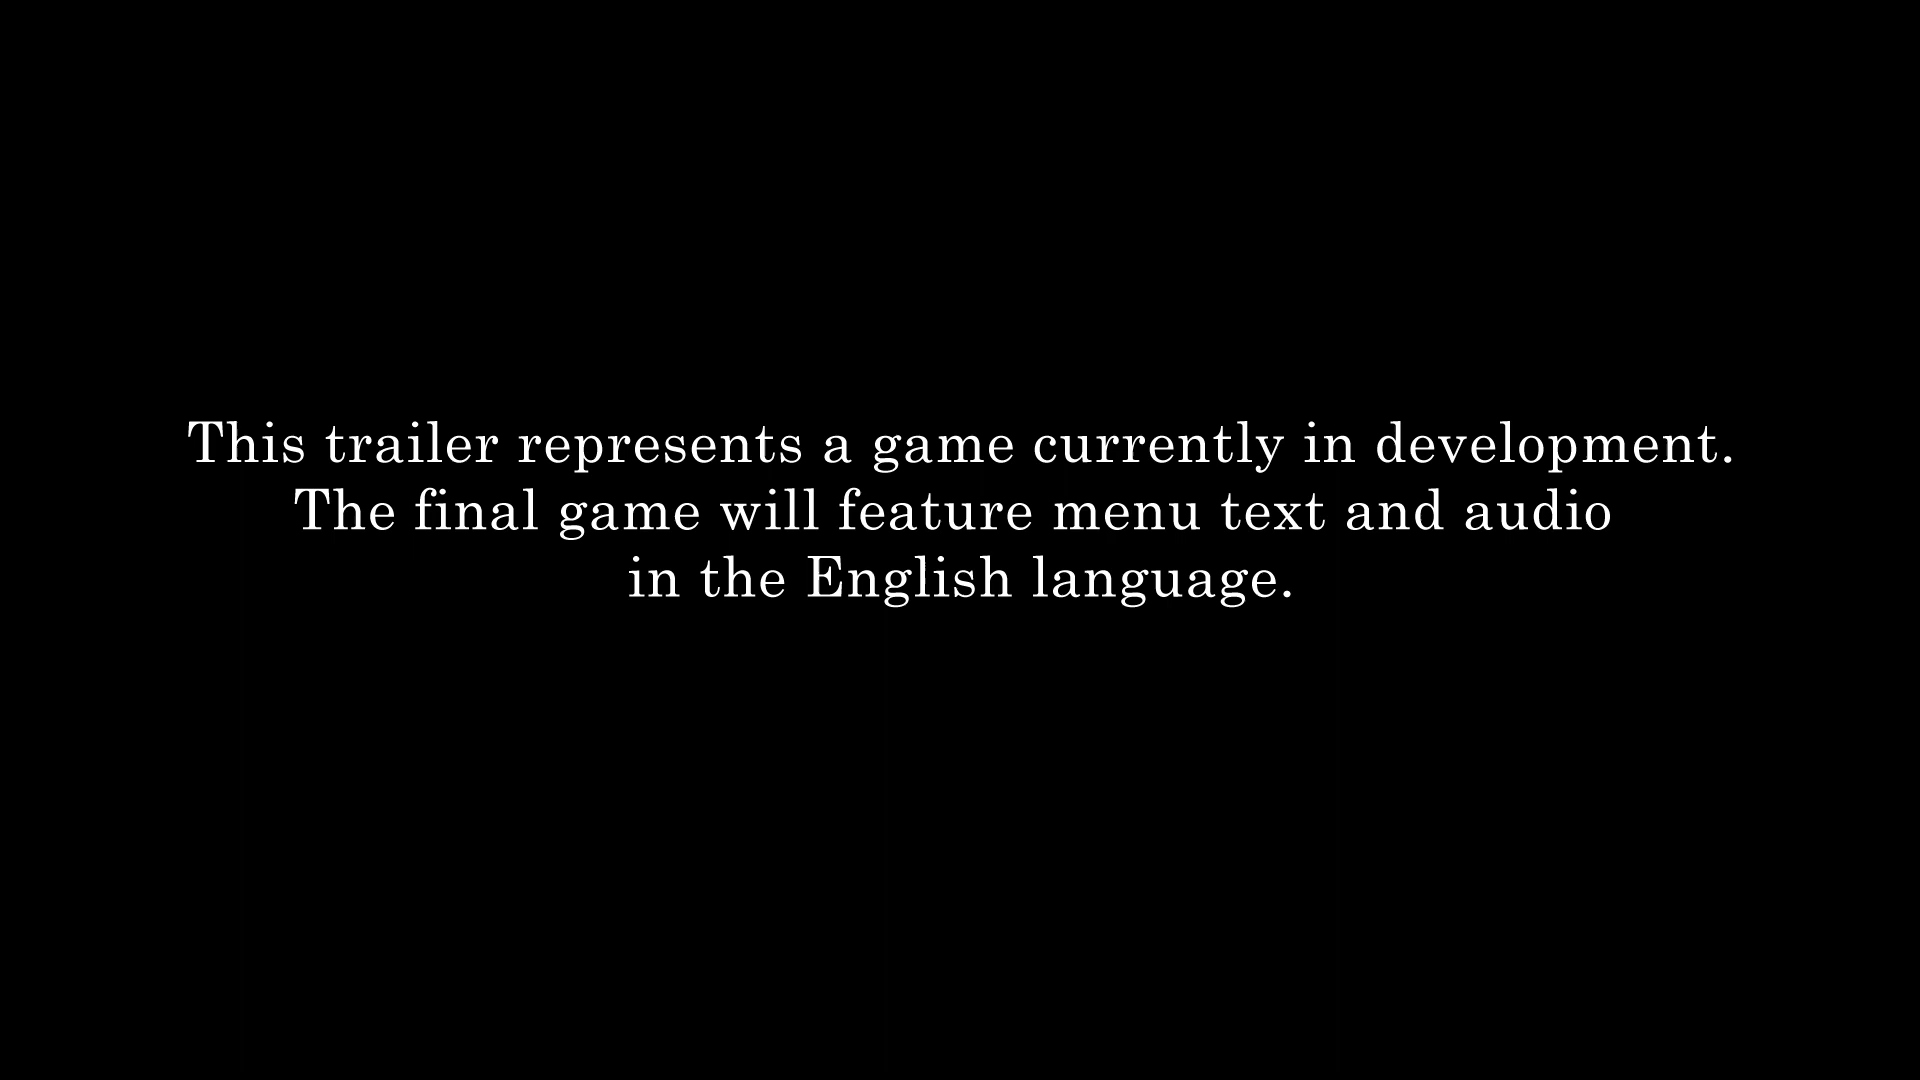 This trailer represents a game currently in development.
The final game will feature menu text and audio
in the English language.